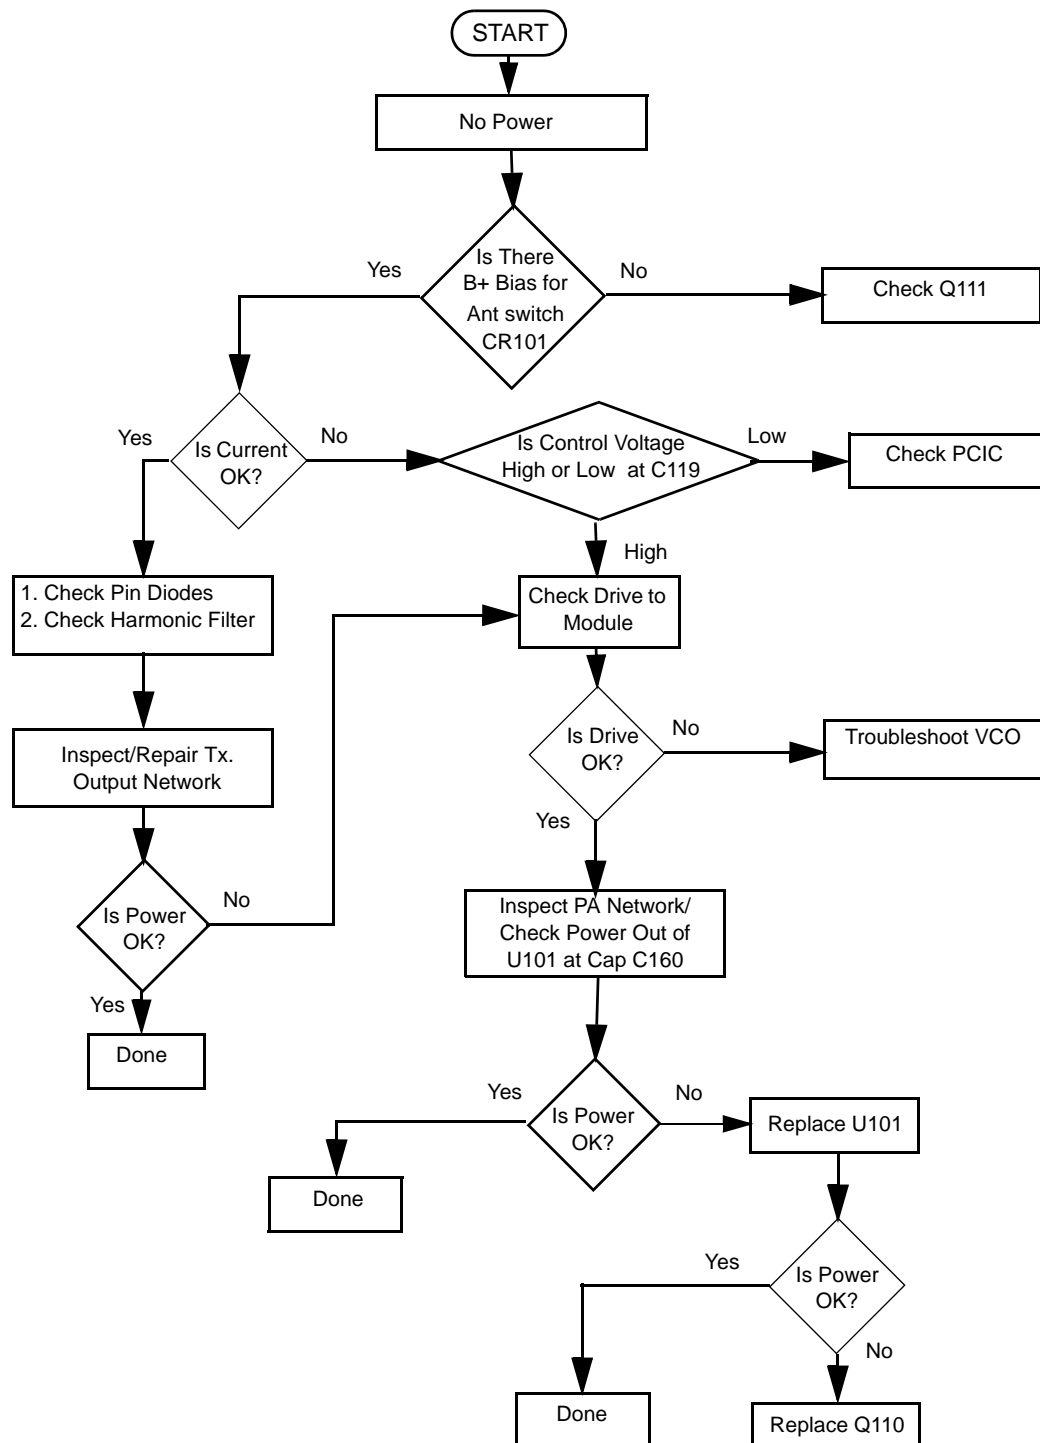 START
No Power
Is There
B+ Bias for
Ant switch
CR101
Yes
No
Check Q111
Is Current
OK?
Yes
No
Is Control Voltage
High or Low at C119
Low
Check PCIC
High
1. Check Pin Diodes
2. Check Harmonic Filter
Check Drive to
Module
Inspect/Repair Tx.
Output Network
Is Drive
OK?
No
Troubleshoot VCO
Yes
Is Power
OK?
No
Yes
Done
Inspect PA Network/
Check Power Out of
U101 at Cap C160
Is Power
OK?
Yes
No
Replace U101
Done
Is Power
OK?
Yes
No
Done
Replace Q110